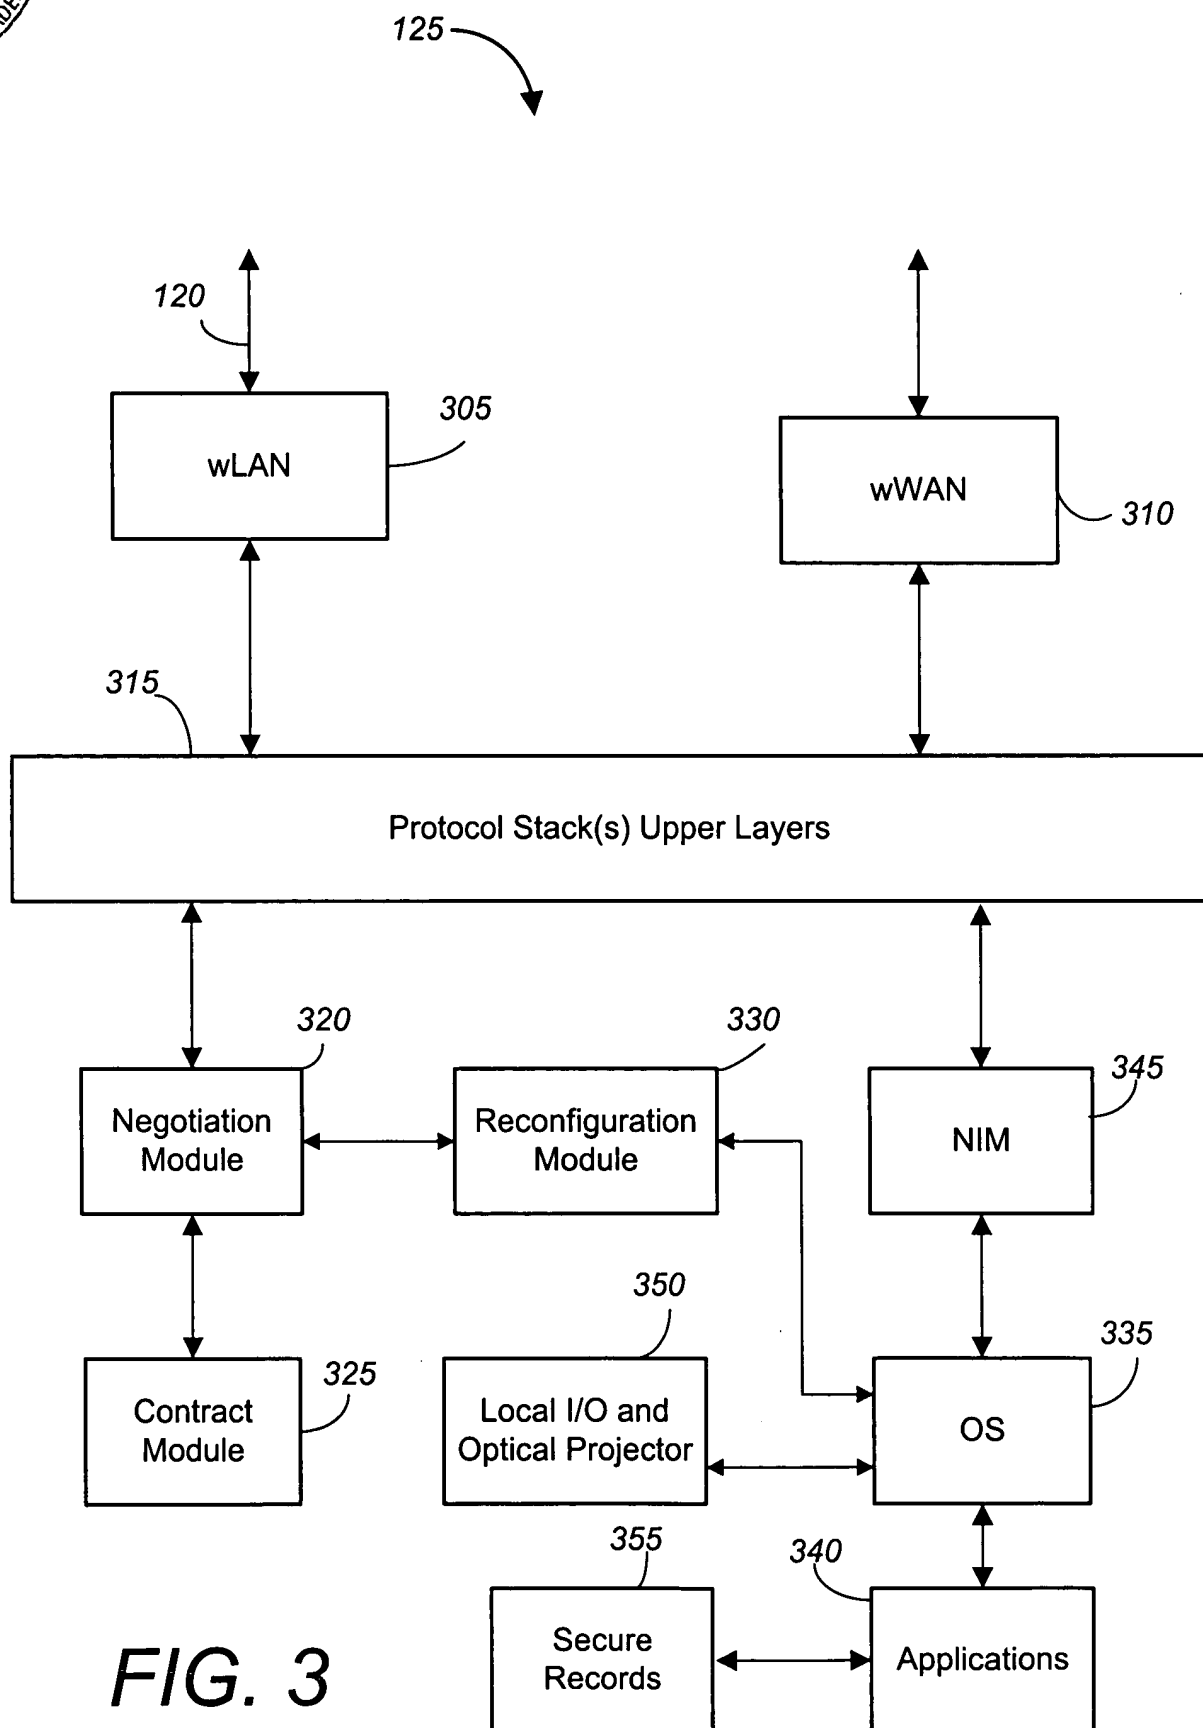 125
120
305
wLAN
wWAN
310
315
Protocol Stack(s) Upper Layers
320
330
345
Negotiation
Module
Reconfiguration
Module
NIM
350
335
325
Contract
Module
Local I/O and
Optical Projector
OS
355
340
Secure
Records
Applications
FIG. 3